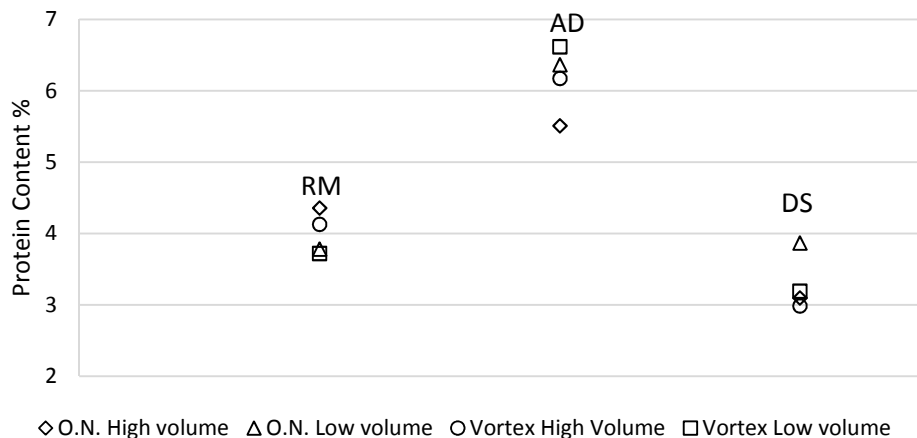 7
6
5
4
3
2
Protein Content %
RM
AD
DS
O.N. High volume
O.N. Low volume
Vortex High Volume
Vortex Low volume